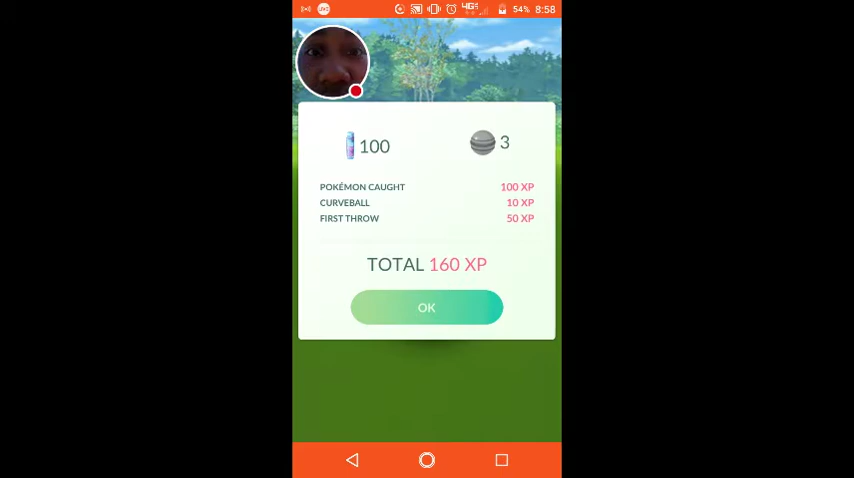 4G
54% 8:58
100
3
POKÉMON CAUGHT 100 XP
CURVEBALL 10 XP
FIRST THROW 50 XP
TOTAL 160 XP
OK